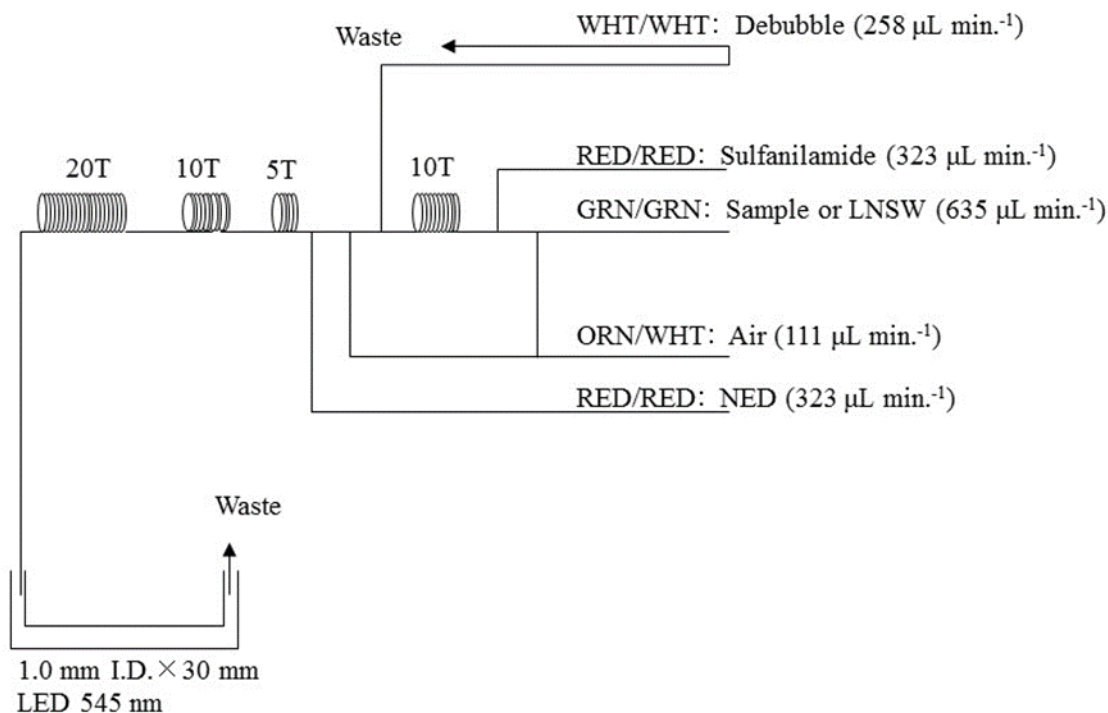 WHT/WHT: Debubble (258 μL min.⁻¹)
Waste
RED/RED: Sulfanilamide (323 μL min.⁻¹)
20T
10T
5T
10T
GRN/GRN: Sample or LNSW (635 μL min.⁻¹)
ORN/WHT: Air (111 μL min.⁻¹)
RED/RED: NED (323 μL min.⁻¹)
Waste
1.0 mm I.D.×30 mm
LED 545 nm